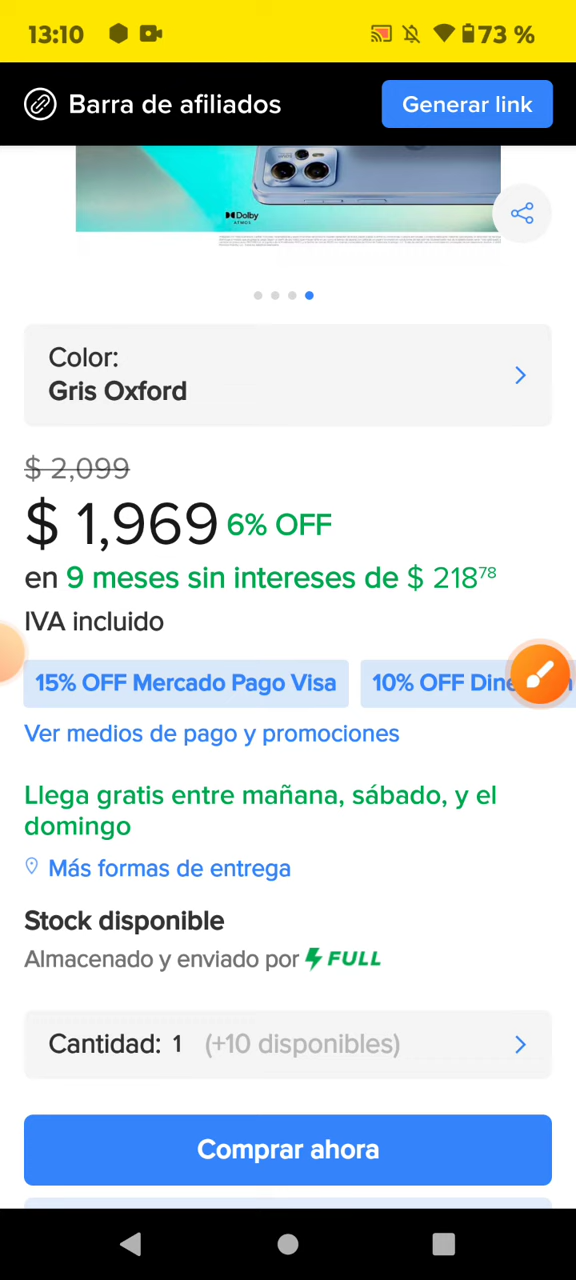 13:10
73 %
Barra de afiliados
Generar link
Dolby
ATMOS
Color:
Gris Oxford
$ 2,099
$ 1,969 6% OFF
en 9 meses sin intereses de $ 218⁷⁸
IVA incluido
15% OFF Mercado Pago Visa
10% OFF
Ver medios de pago y promociones
Llega gratis entre mañana, sábado, y el
domingo
Más formas de entrega
Stock disponible
Almacenado y enviado por FULL
Cantidad: 1 (+10 disponibles)
Comprar ahora